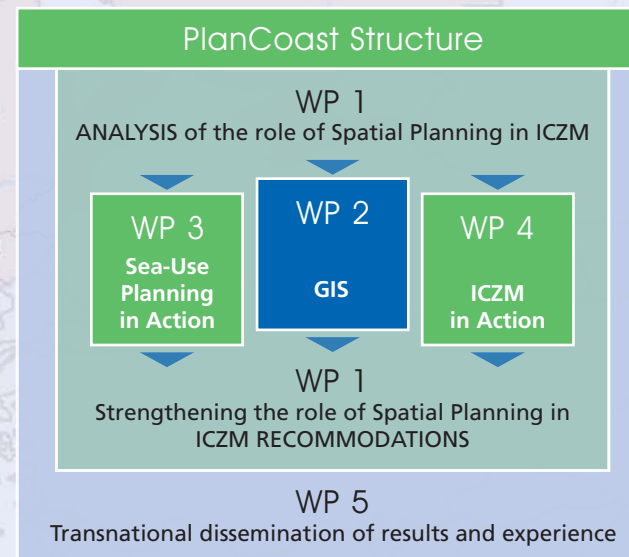 PlanCoast Structure
WP 1
ANALYSIS of the role of Spatial Planning in ICZM
WP 3
Sea-Use
Planning
in Action
WP 2
GIS
WP 4
ICZM
in Action
WP 1
Strengthening the role of Spatial Planning in
ICZM RECOMMODATIONS
WP 5
Transnational dissemination of results and experience